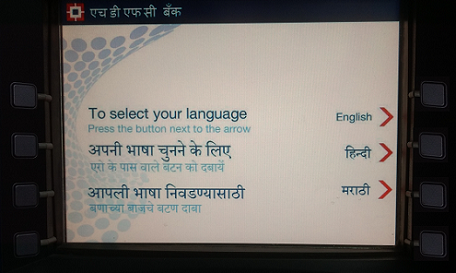 एच डी एफ सी बैंक
To select your language
Press the button next to the arrow
English
अपनी भाषा चुनने के लिए
एरो के पास वाले बटन को दबायें
हिन्दी
आपली भाषा निवडण्यासाठी
बाणाच्या बाजूचे बटण दाबा
मराठी